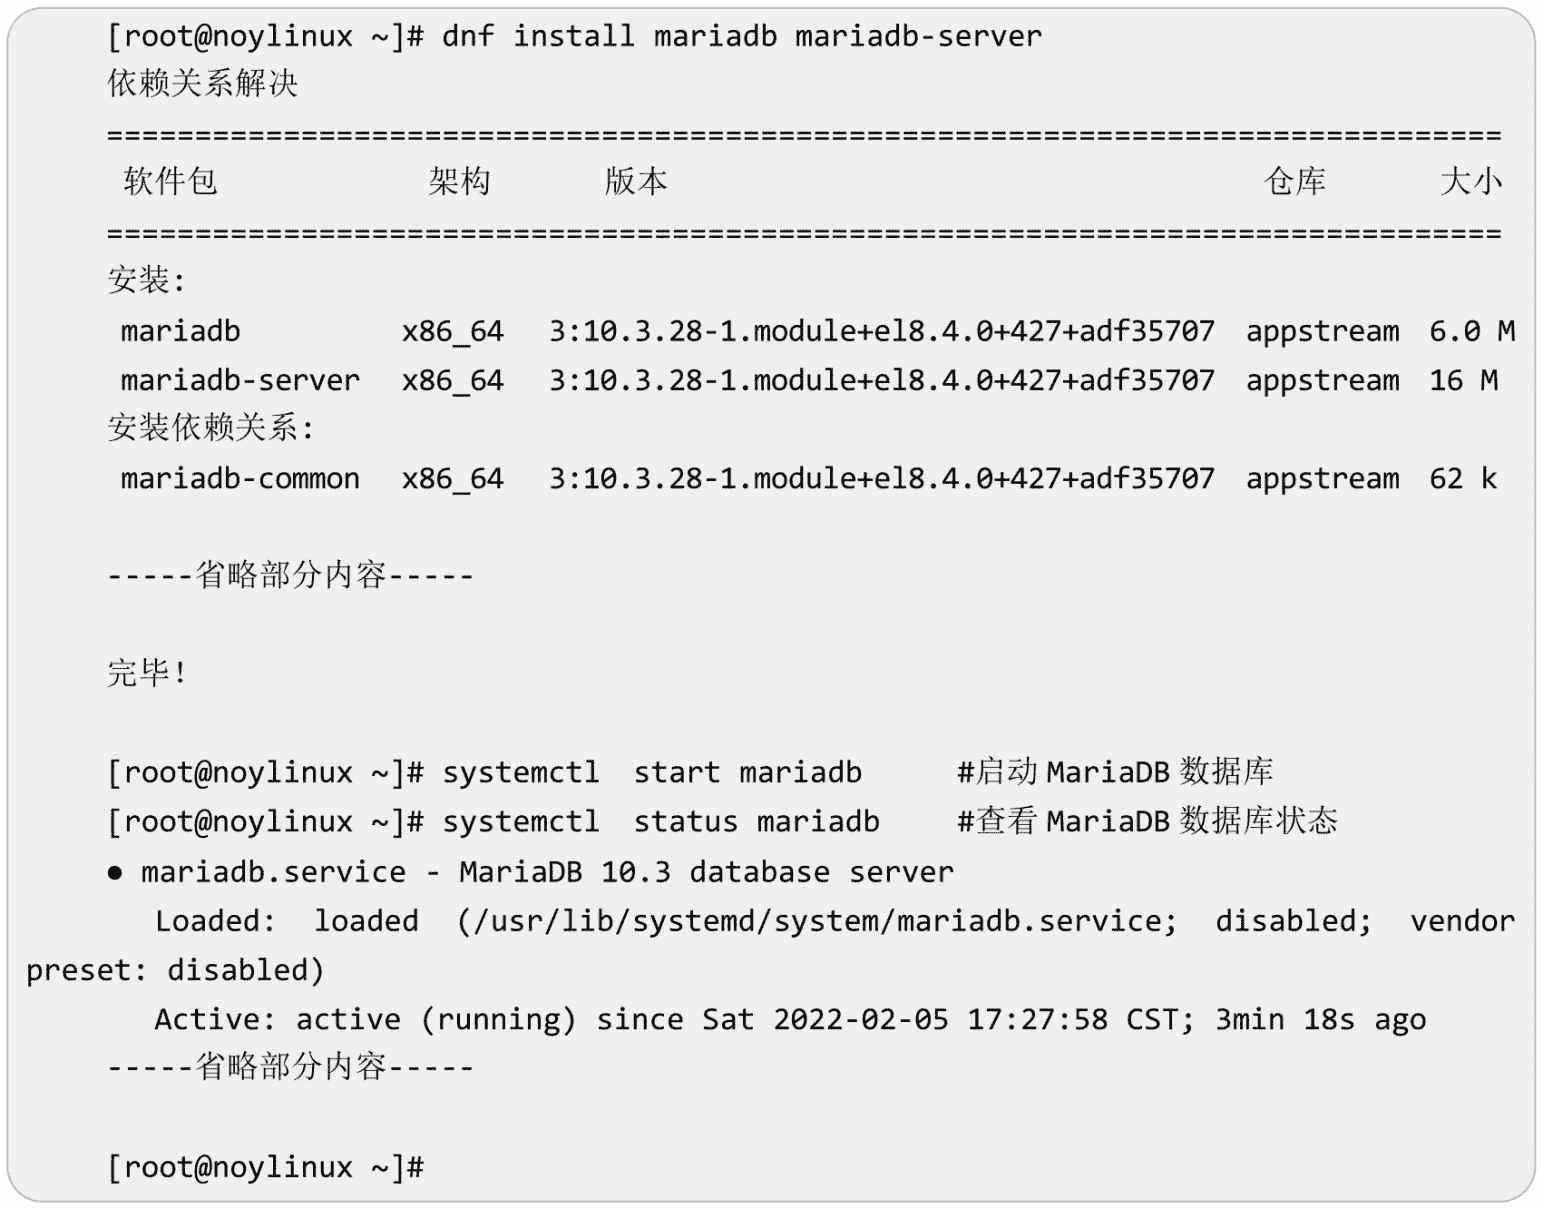 [root@noylinux ~]# dnf install mariadb mariadb-server
依赖关系解决
===============================================================================
软件包 架构 版本 仓库 大小
===============================================================================
安装:
mariadb x86_64 3:10.3.28-1.module+el8.4.0+427+adf35707 appstream 6.0 M
mariadb-server x86_64 3:10.3.28-1.module+el8.4.0+427+adf35707 appstream 16 M
安装依赖关系:
mariadb-common x86_64 3:10.3.28-1.module+el8.4.0+427+adf35707 appstream 62 k
-----省略部分内容-----
完毕!
[root@noylinux ~]# systemctl start mariadb #启动 MariaDB 数据库
[root@noylinux ~]# systemctl status mariadb #查看 MariaDB 数据库状态
● mariadb.service - MariaDB 10.3 database server
Loaded: loaded (/usr/lib/systemd/system/mariadb.service; disabled; vendor
preset: disabled)
Active: active (running) since Sat 2022-02-05 17:27:58 CST; 3min 18s ago
-----省略部分内容-----
[root@noylinux ~]#